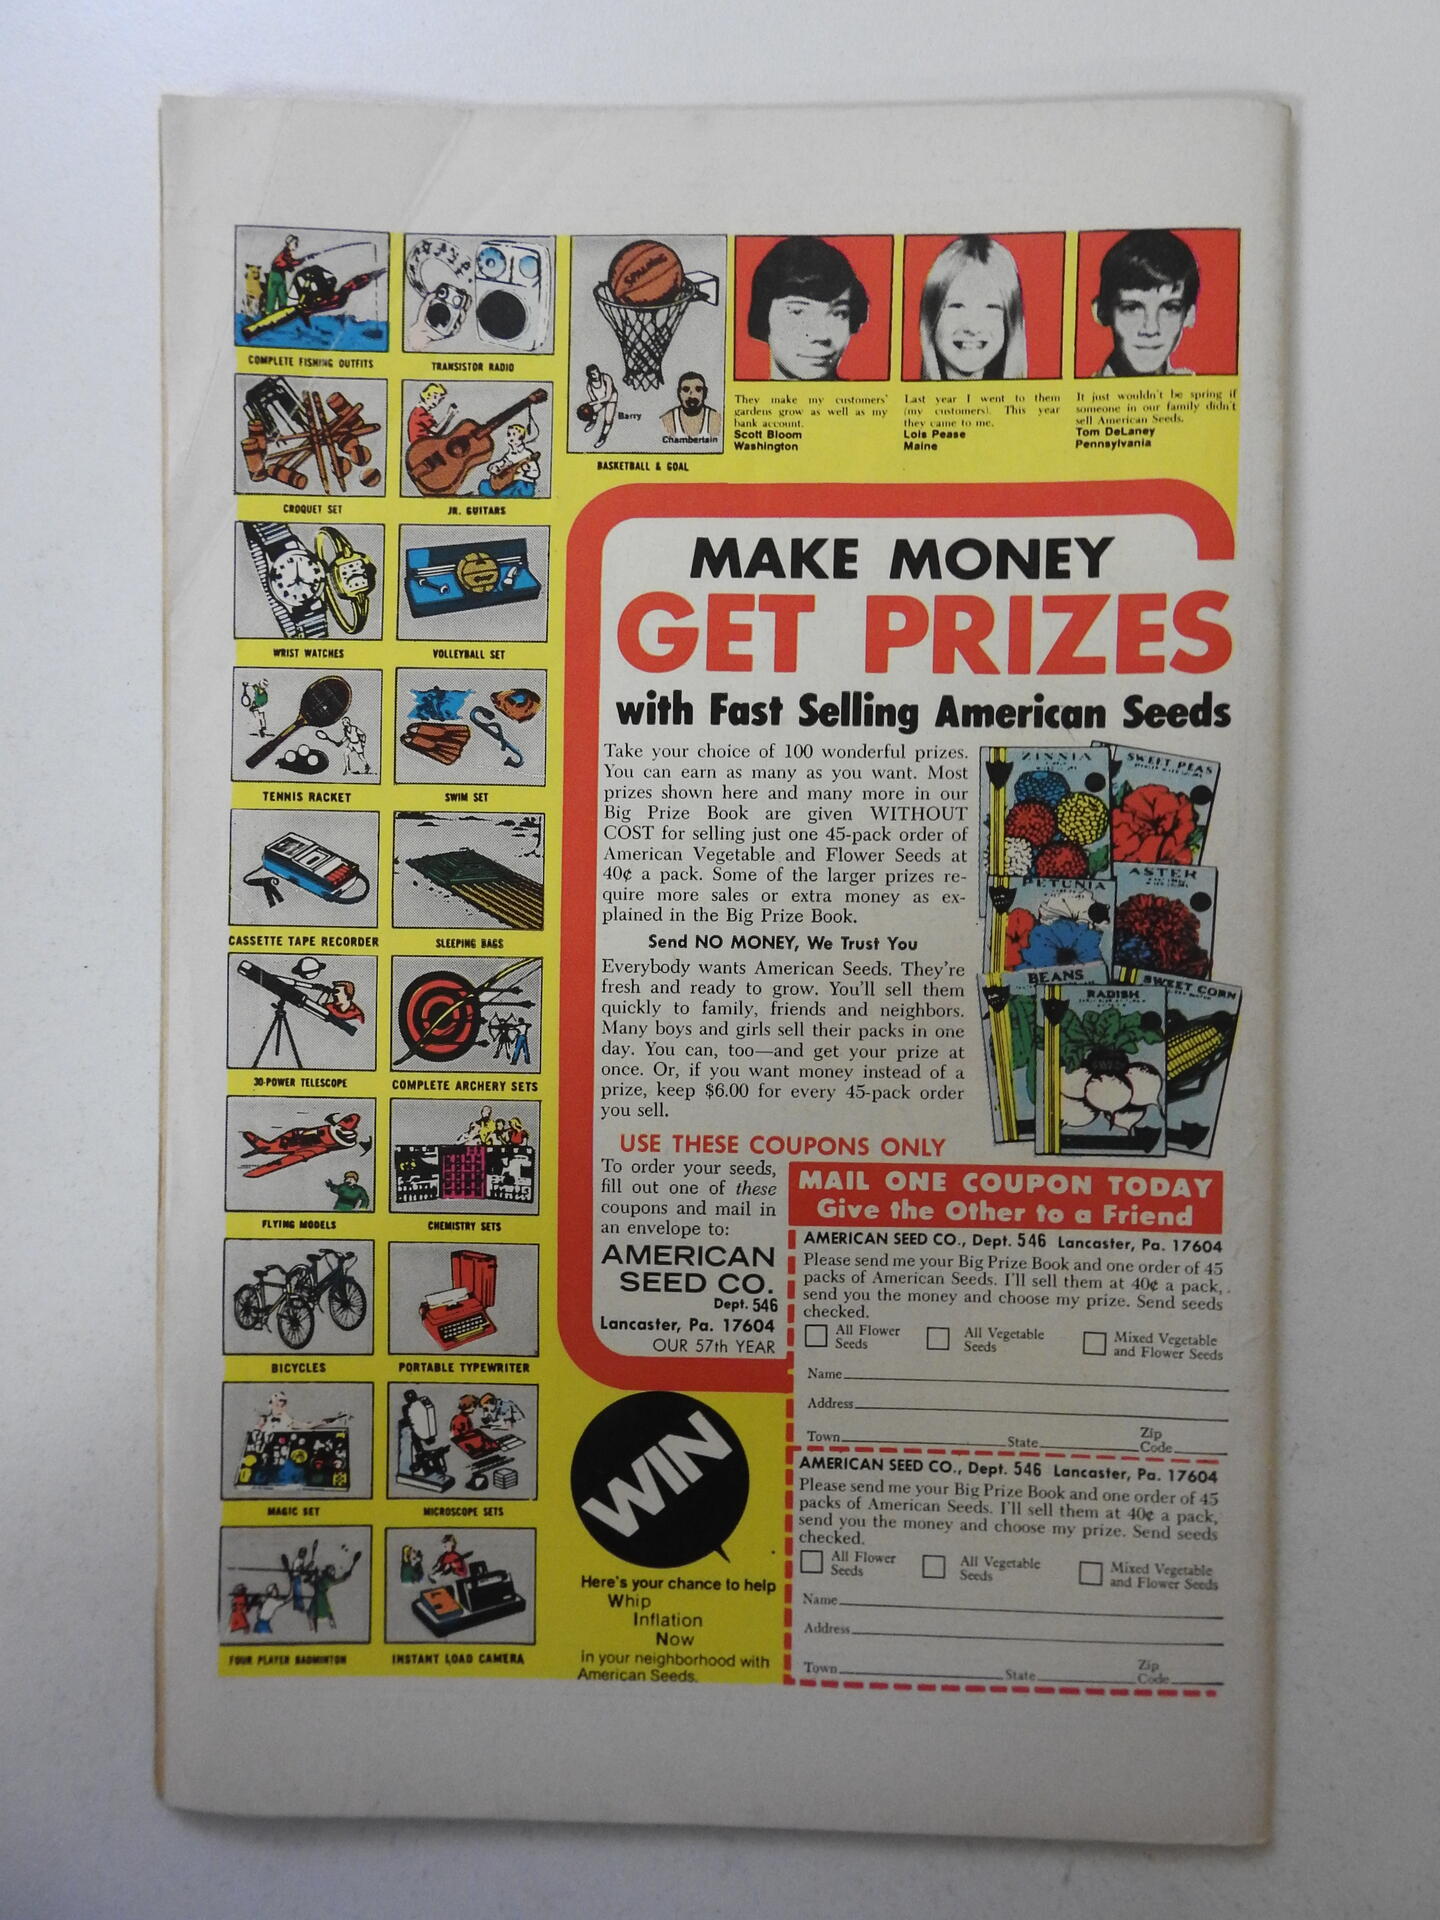 COMPLETE FISHING OUTFITS
TRANSISTOR RADIO
CROQUET SET
JR. GUITARS
WRIST WATCHES
VOLLEYBALL SET
TENNIS RACKET
SWIM SET
CASSETTE TAPE RECORDER
SLEEPING BAGS
30-POWER TELESCOPE
COMPLETE ARCHERY SETS
FLYING MODELS
CHEMISTRY SETS
BICYCLES
PORTABLE TYPEWRITER
MAGIC SET
MICROSCOPE SETS
FOUR PLAYER BADMINTON
INSTANT LOAD CAMERA
SPALDING
Barry
Chamberlain
BASKETBALL & GOAL
They make my customers'
gardens grow as well as my
bank account.
Scott Bloom
Washington
Last year I went to them
(my customers). This year
they came to me.
Lois Pease
Maine
It just wouldn't be spring if
someone in our family didn't
sell American Seeds.
Tom DeLaney
Pennsylvania
MAKE MONEY
GET PRIZES
with Fast Selling American Seeds
Take your choice of 100 wonderful prizes.
You can earn as many as you want. Most
prizes shown here and many more in our
Big Prize Book are given WITHOUT
COST for selling just one 45-pack order of
American Vegetable and Flower Seeds at
40¢ a pack. Some of the larger prizes re-
quire more sales or extra money as ex-
plained in the Big Prize Book.
Send NO MONEY, We Trust You
Everybody wants American Seeds. They're
fresh and ready to grow. You'll sell them
quickly to family, friends and neighbors.
Many boys and girls sell their packs in one
day. You can, too—and get your prize at
once. Or, if you want money instead of a
prize, keep $6.00 for every 45-pack order
you sell.
ZINNIA
SWEET PEAS
PETUNIA
ASTER
BEANS
RADISH
SWEET CORN
USE THESE COUPONS ONLY
To order your seeds,
fill out one of these
coupons and mail in
an envelope to:
AMERICAN
SEED CO.
Dept. 546
Lancaster, Pa. 17604
OUR 57th YEAR
MAIL ONE COUPON TODAY
Give the Other to a Friend
AMERICAN SEED CO., Dept. 546 Lancaster, Pa. 17604
Please send me your Big Prize Book and one order of 45
packs of American Seeds. I'll sell them at 40¢ a pack,
send you the money and choose my prize. Send seeds
checked.
All Flower Seeds
All Vegetable Seeds
Mixed Vegetable and Flower Seeds
Name
Address
Town State Zip Code
AMERICAN SEED CO., Dept. 546 Lancaster, Pa. 17604
Please send me your Big Prize Book and one order of 45
packs of American Seeds. I'll sell them at 40¢ a pack,
send you the money and choose my prize. Send seeds
checked.
All Flower Seeds
All Vegetable Seeds
Mixed Vegetable and Flower Seeds
Name
Address
Town State Zip Code
WIN
Here's your chance to help
Whip
Inflation
Now
in your neighborhood with
American Seeds.